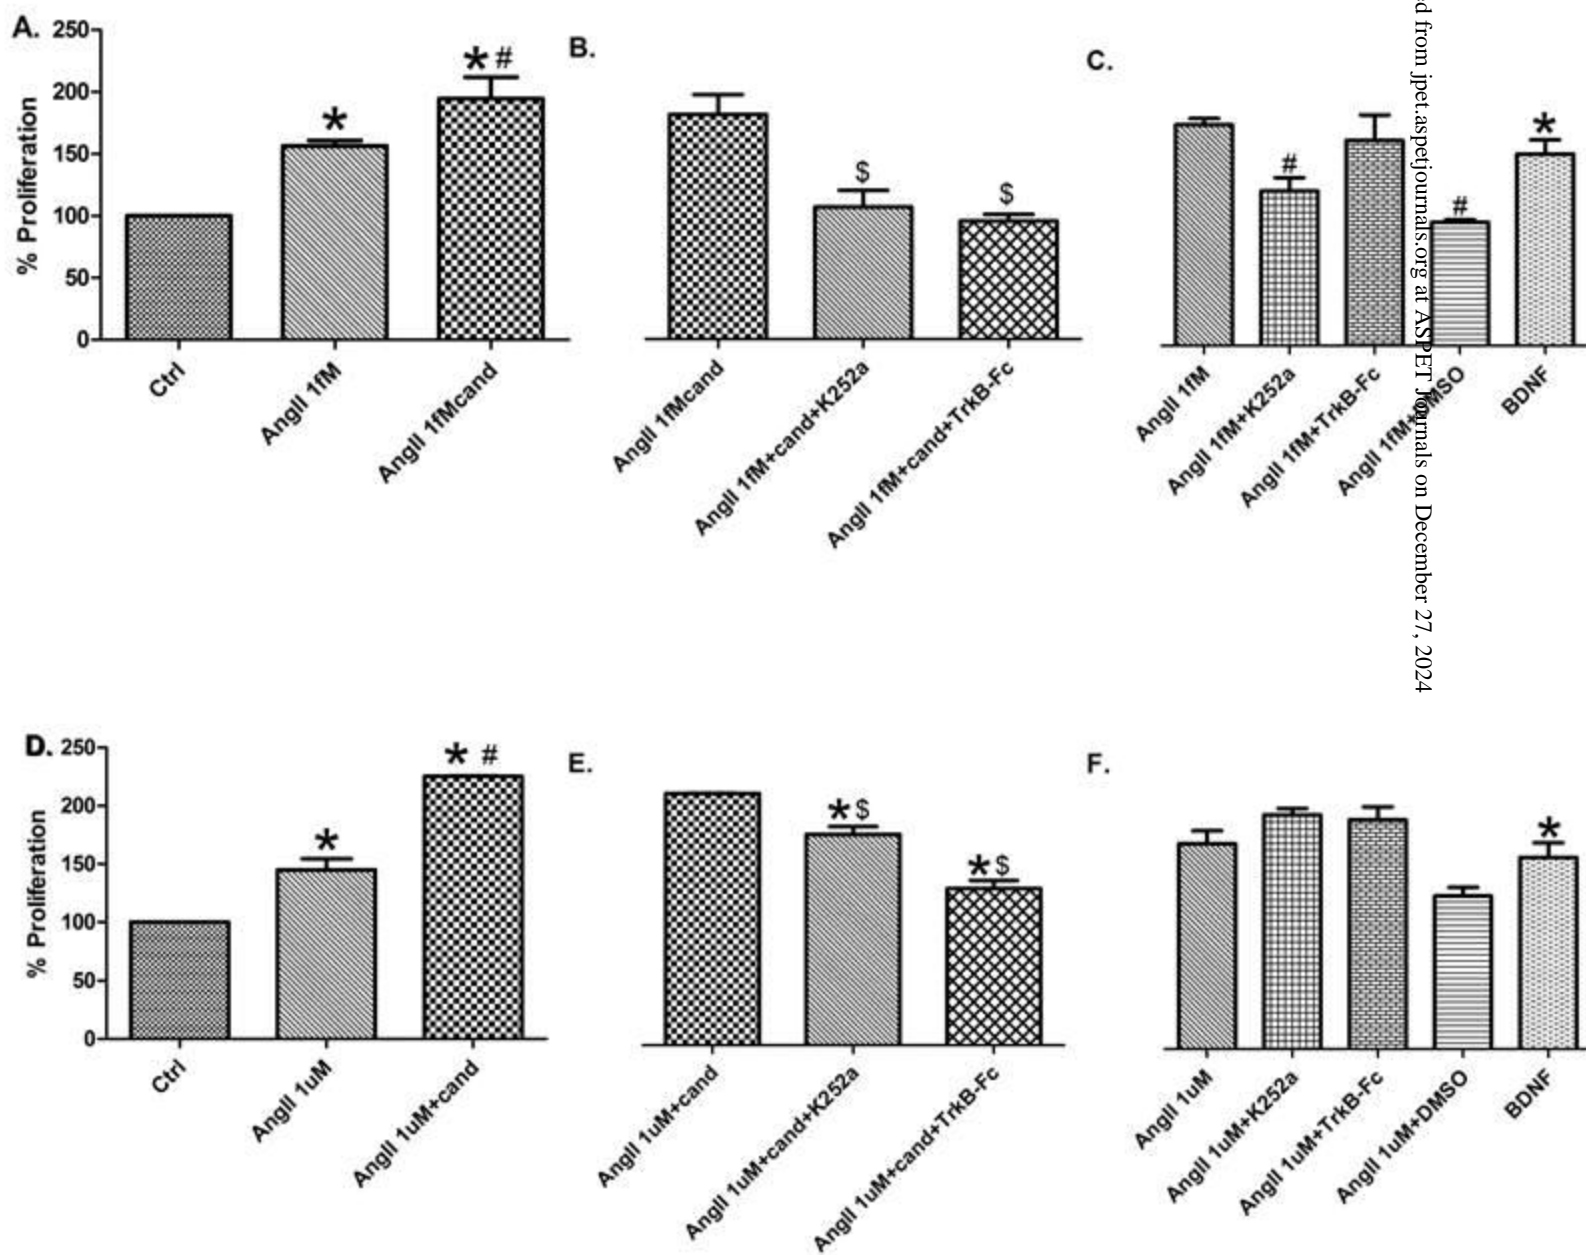 A.
250
200
150
100
50
0
% Proliferation
*
* #
Ctrl
AngII 1fM
AngII 1fMcand
B.
$
$
AngII 1fMcand
AngII 1fM+cand+K252a
AngII 1fM+cand+TrkB-Fc
C.
#
#
*
AngII 1fM
AngII 1fM+K252a
AngII 1fM+TrkB-Fc
AngII 1fM+DMSO
BDNF
ed from jpet.aspetjournals.org at ASPET Journals on December 27, 2024
D.
250
200
150
100
50
0
% Proliferation
*
* #
Ctrl
AngII 1uM
AngII 1uM+cand
E.
*$
*$
AngII 1uM+cand
AngII 1uM+cand+K252a
AngII 1uM+cand+TrkB-Fc
F.
*
AngII 1uM
AngII 1uM+K252a
AngII 1uM+TrkB-Fc
AngII 1uM+DMSO
BDNF